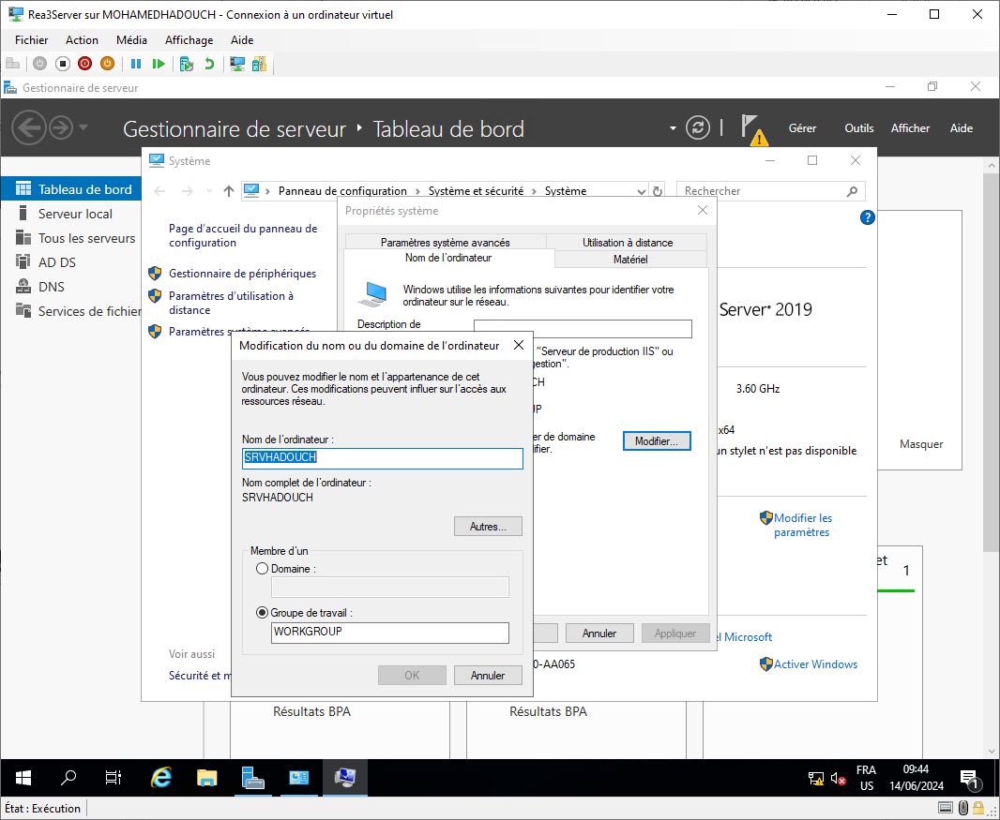 Rea3Server sur MOHAMEDHADOUCH - Connexion à un ordinateur virtuel
Fichier Action Média Affichage Aide
Gestionnaire de serveur
Gestionnaire de serveur Tableau de bord
Gérer Outils Afficher Aide
Tableau de bord
Serveur local
Tous les serveurs
AD DS
DNS
Services de fichier
Système
Panneau de configuration Système et sécurité Système
Rechercher
Page d'accueil du panneau de
configuration
Gestionnaire de périphériques
Paramètres d'utilisation à
distance
Paramètres système avancés
Voir aussi
Sécurité et m
Server® 2019
3.60 GHz
x64
un stylet n'est pas disponible
Modifier les
paramètres
el Microsoft
0-AA065
Activer Windows
Propriétés système
Paramètres système avancés Utilisation à distance
Nom de l'ordinateur Matériel
Windows utilise les informations suivantes pour identifier votre
ordinateur sur le réseau.
Description de
"Serveur de production IIS" ou
gestion".
CH
UP
er de domaine
ifier.
Modifier...
Annuler Appliquer
Modification du nom ou du domaine de l'ordinateur
Vous pouvez modifier le nom et l'appartenance de cet
ordinateur. Ces modifications peuvent influer sur l'accès aux
ressources réseau.
Nom de l'ordinateur :
SRVHADOUCH
Nom complet de l'ordinateur :
SRVHADOUCH
Autres...
Membre d'un
Domaine :
Groupe de travail :
WORKGROUP
OK Annuler
Masquer
et
1
Résultats BPA Résultats BPA
FRA
US
09:44
14/06/2024
1
État : Exécution